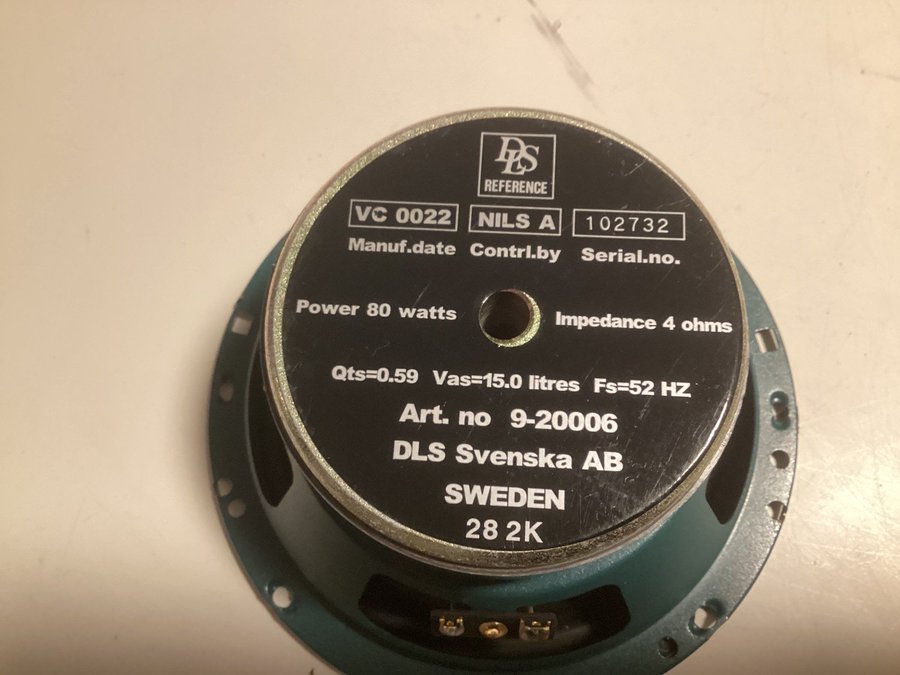 DLS
REFERENCE
VC 0022 NILS A 102732
Manuf.date Contrl.by Serial.no.
Power 80 watts Impedance 4 ohms
Qts=0.59 Vas=15.0 litres Fs=52 HZ
Art. no 9-20006
DLS Svenska AB
SWEDEN
28 2K